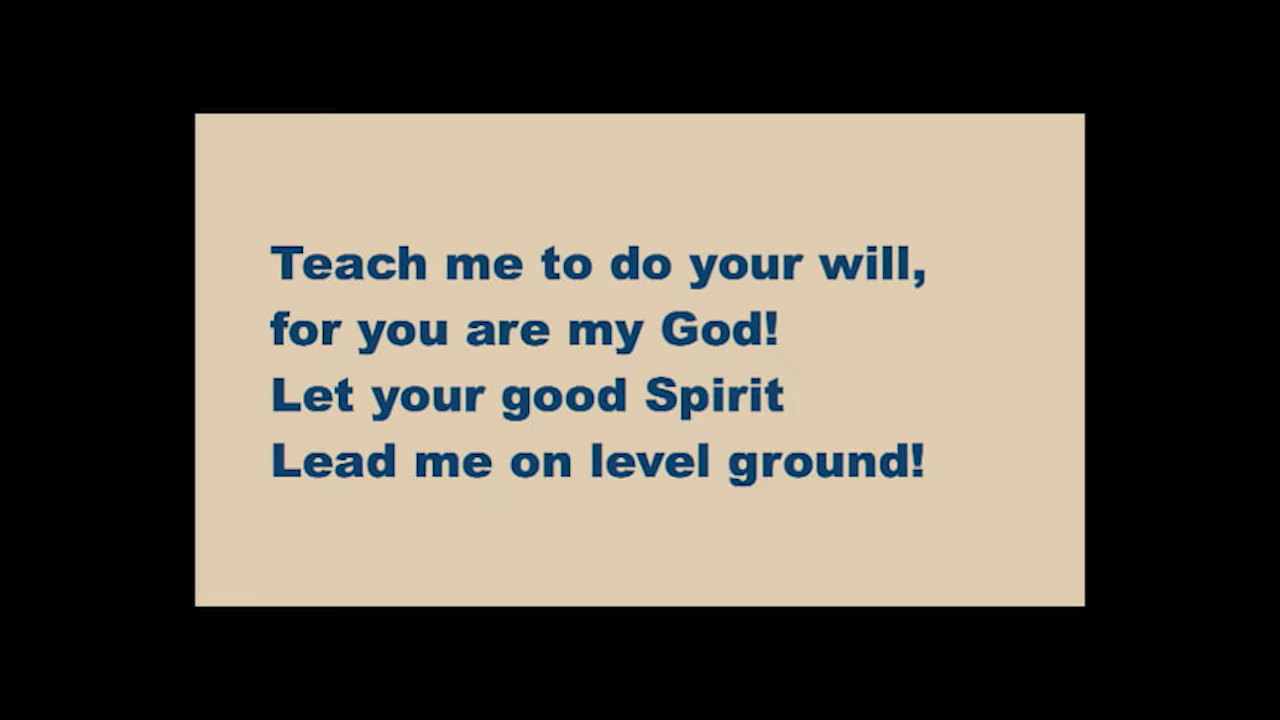 Teach me to do your will,
for you are my God!
Let your good Spirit
Lead me on level ground!